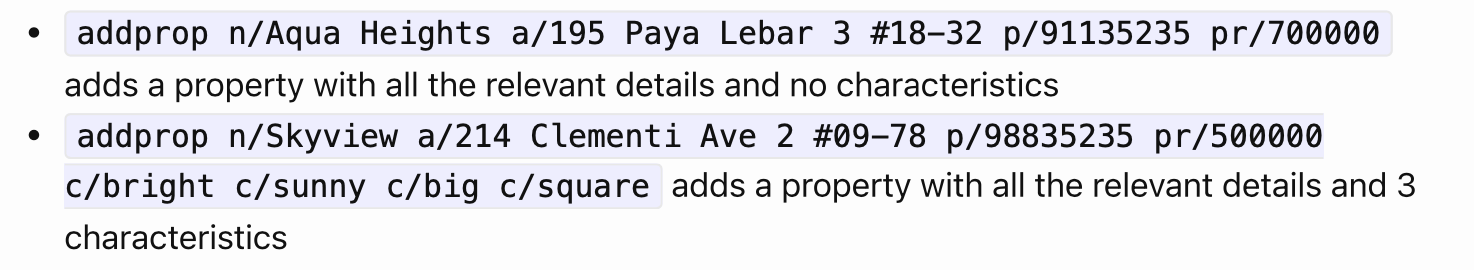 • addprop n/Aqua Heights a/195 Paya Lebar 3 #18-32 p/91135235 pr/700000
adds a property with all the relevant details and no characteristics
• addprop n/Skyview a/214 Clementi Ave 2 #09-78 p/98835235 pr/500000
c/bright c/sunny c/big c/square adds a property with all the relevant details and 3
characteristics